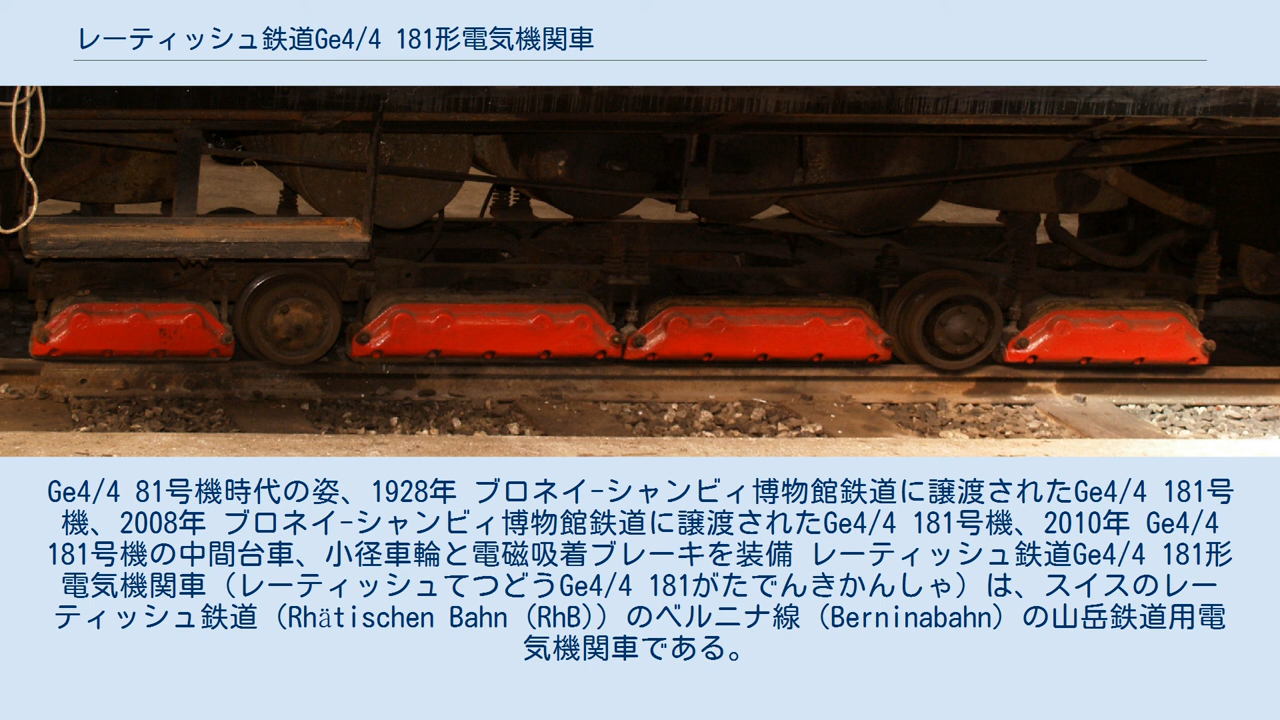 レーティッシュ鉄道Ge4/4 181形電気機関車
Ge4/4 81号機時代の姿、1928年 ブロネイ-シャンビィ博物館鉄道に譲渡されたGe4/4 181号
機、2008年 ブロネイ-シャンビィ博物館鉄道に譲渡されたGe4/4 181号機、2010年 Ge4/4
181号機の中間台車、小径車輪と電磁吸着ブレーキを装備 レーティッシュ鉄道Ge4/4 181形
電気機関車（レーティッシュてつどうGe4/4 181がたでんきかんしゃ）は、スイスのレー
ティッシュ鉄道（Rhätischen Bahn（RhB））のベルニナ線（Berninabahn）の山岳鉄道用電
気機関車である。